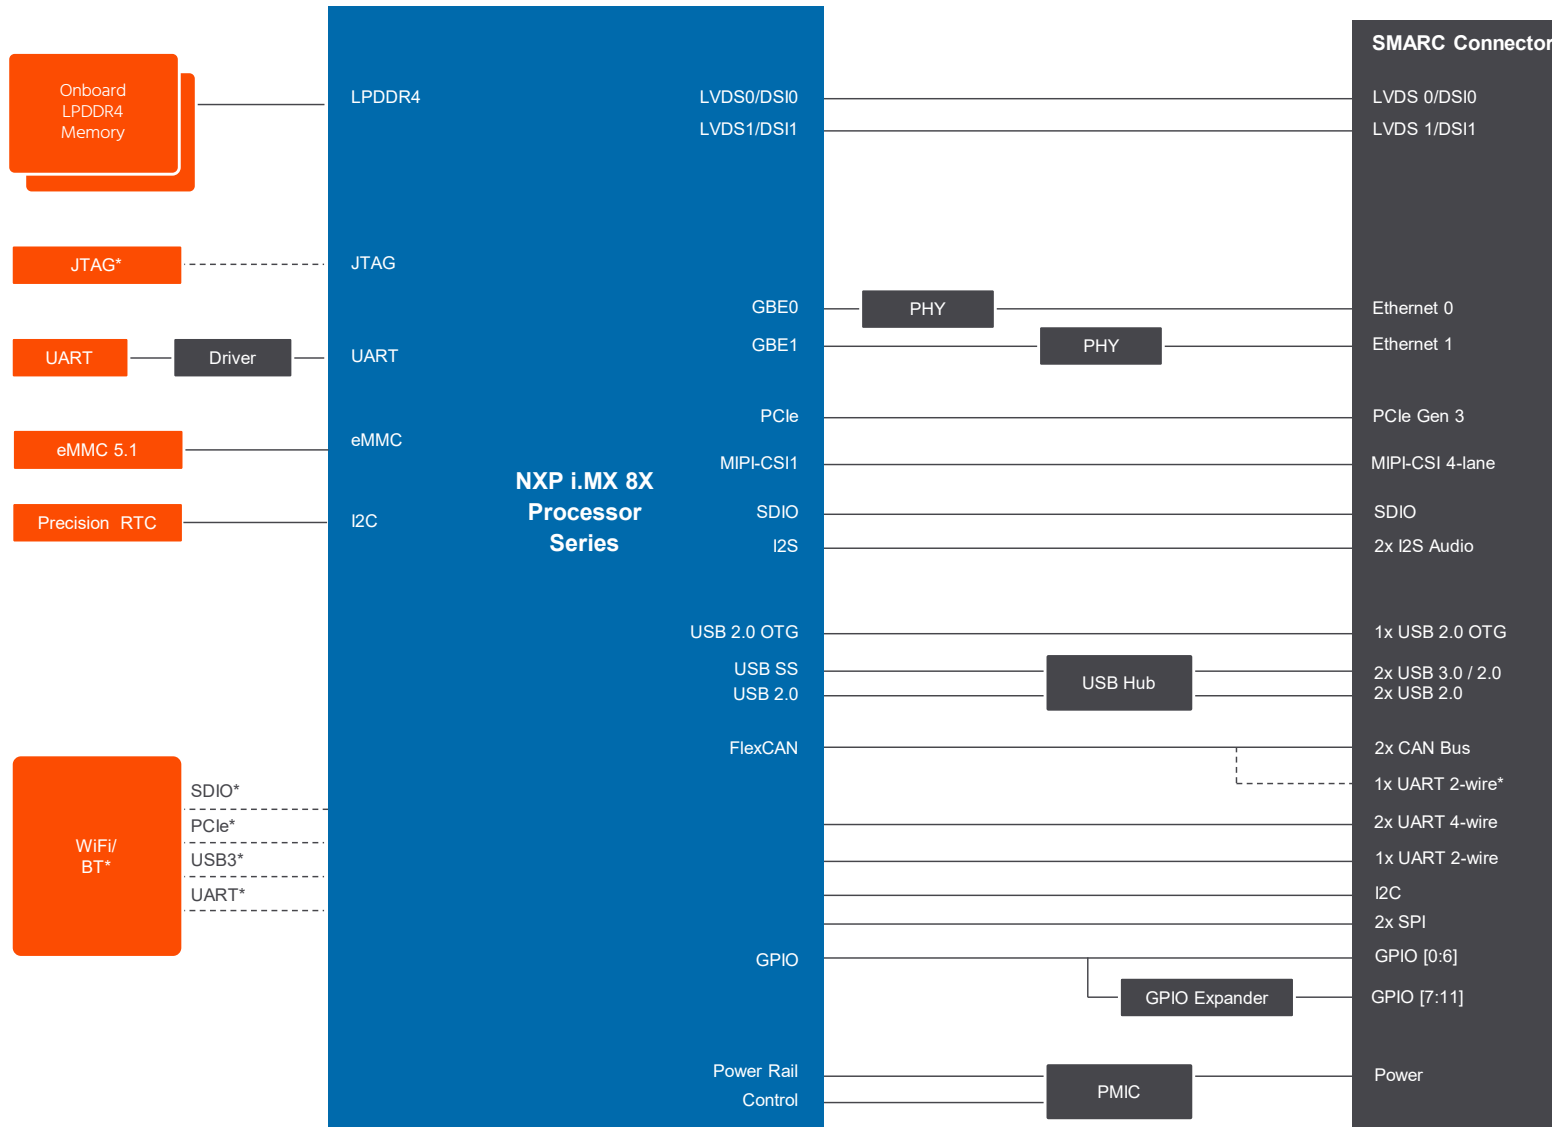 Onboard
LPDDR4
Memory
JTAG*
UART
Driver
eMMC 5.1
Precision RTC
WiFi/
BT*
SDIO*
PCIe*
USB3*
UART*
LPDDR4
JTAG
UART
eMMC
I2C
NXP i.MX 8X
Processor
Series
LVDS0/DSI0
LVDS1/DSI1
GBE0
GBE1
PCIe
MIPI-CSI1
SDIO
I2S
USB 2.0 OTG
USB SS
USB 2.0
FlexCAN
GPIO
Power Rail
Control
PHY
PHY
USB Hub
GPIO Expander
PMIC
SMARC Connector
LVDS 0/DSI0
LVDS 1/DSI1
Ethernet 0
Ethernet 1
PCIe Gen 3
MIPI-CSI 4-lane
SDIO
2x I2S Audio
1x USB 2.0 OTG
2x USB 3.0 / 2.0
2x USB 2.0
2x CAN Bus
1x UART 2-wire*
2x UART 4-wire
1x UART 2-wire
I2C
2x SPI
GPIO [0:6]
GPIO [7:11]
Power